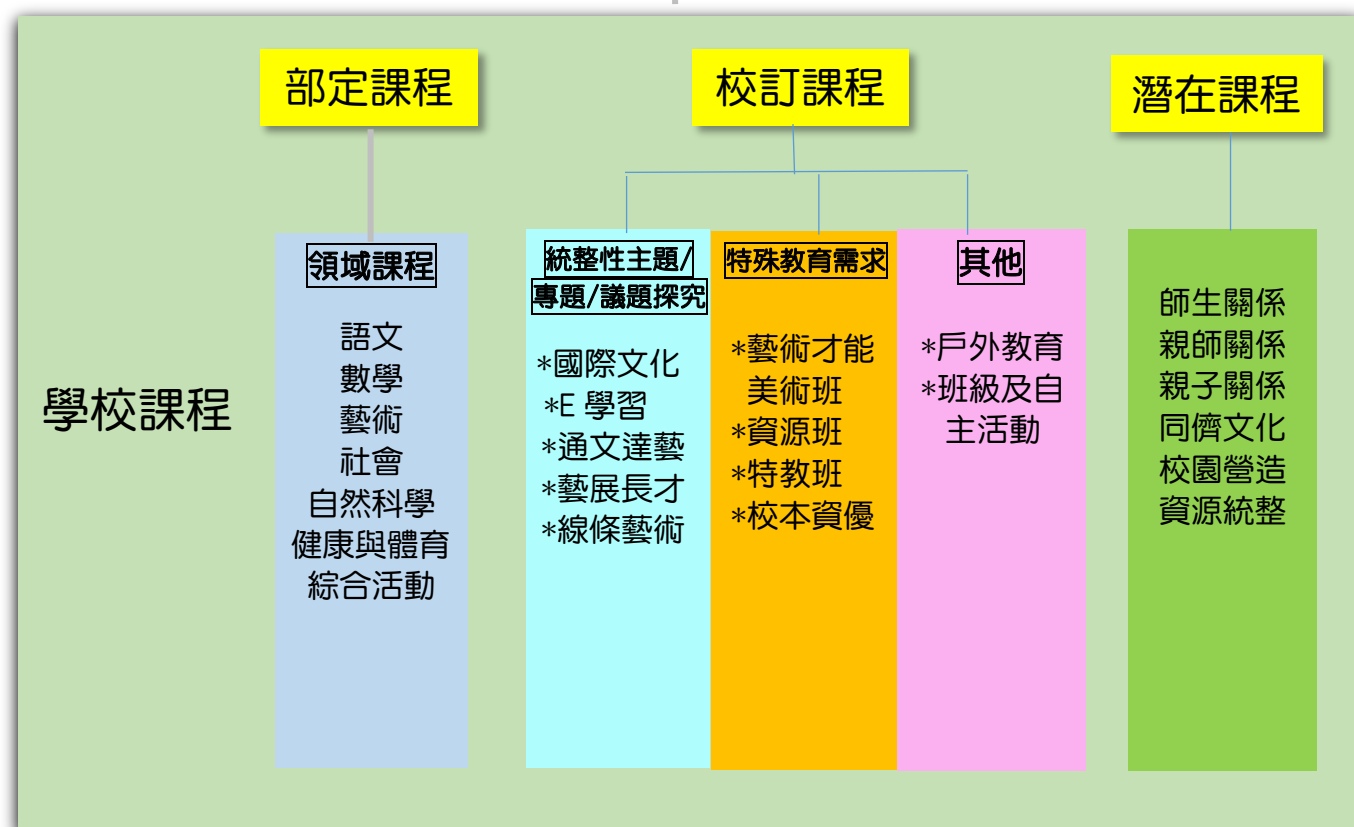 部定課程
校訂課程
潛在課程
學校課程
領域課程
語文
數學
藝術
社會
自然科學
健康與體育
綜合活動
統整性主題/
專題/議題探究
*國際文化
*E 學習
*通文達藝
*藝展長才
*線條藝術
特殊教育需求
*藝術才能
美術班
*資源班
*特教班
*校本資優
其他
*戶外教育
*班級及自
主活動
師生關係
親師關係
親子關係
同儕文化
校園營造
資源統整